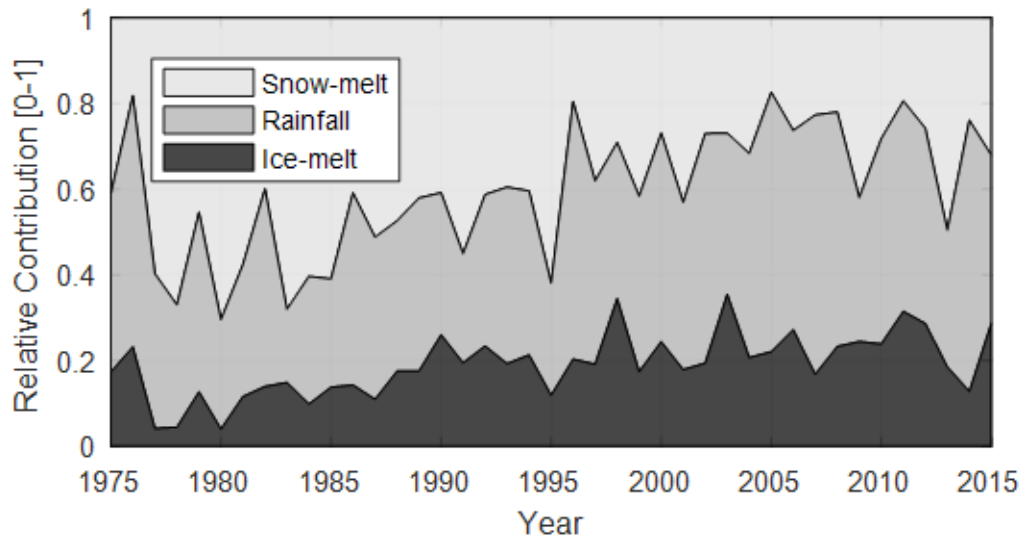 1
0.8
0.6
0.4
0.2
0
Relative Contribution [0-1]
Snow-melt
Rainfall
Ice-melt
1975 1980 1985 1990 1995 2000 2005 2010 2015
Year